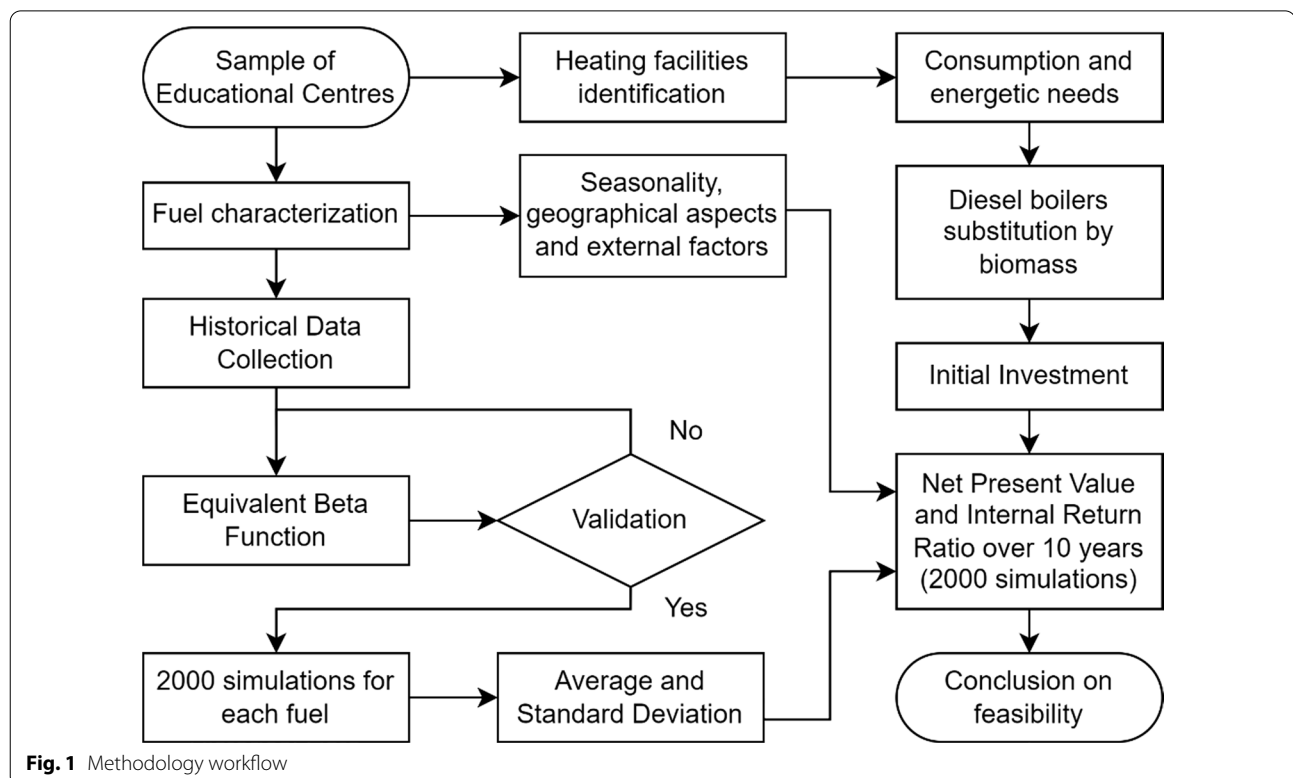 Sample of
Educational Centres
Heating facilities
identification
Consumption and
energetic needs
Fuel characterization
Seasonality,
geographical aspects
and external factors
Diesel boilers
substitution by
biomass
Historical Data
Collection
Initial Investment
No
Equivalent Beta
Function
Validation
Net Present Value
and Internal Return
Ratio over 10 years
(2000 simulations)
Yes
2000 simulations for
each fuel
Average and
Standard Deviation
Conclusion on
feasibility
Fig. 1 Methodology workflow